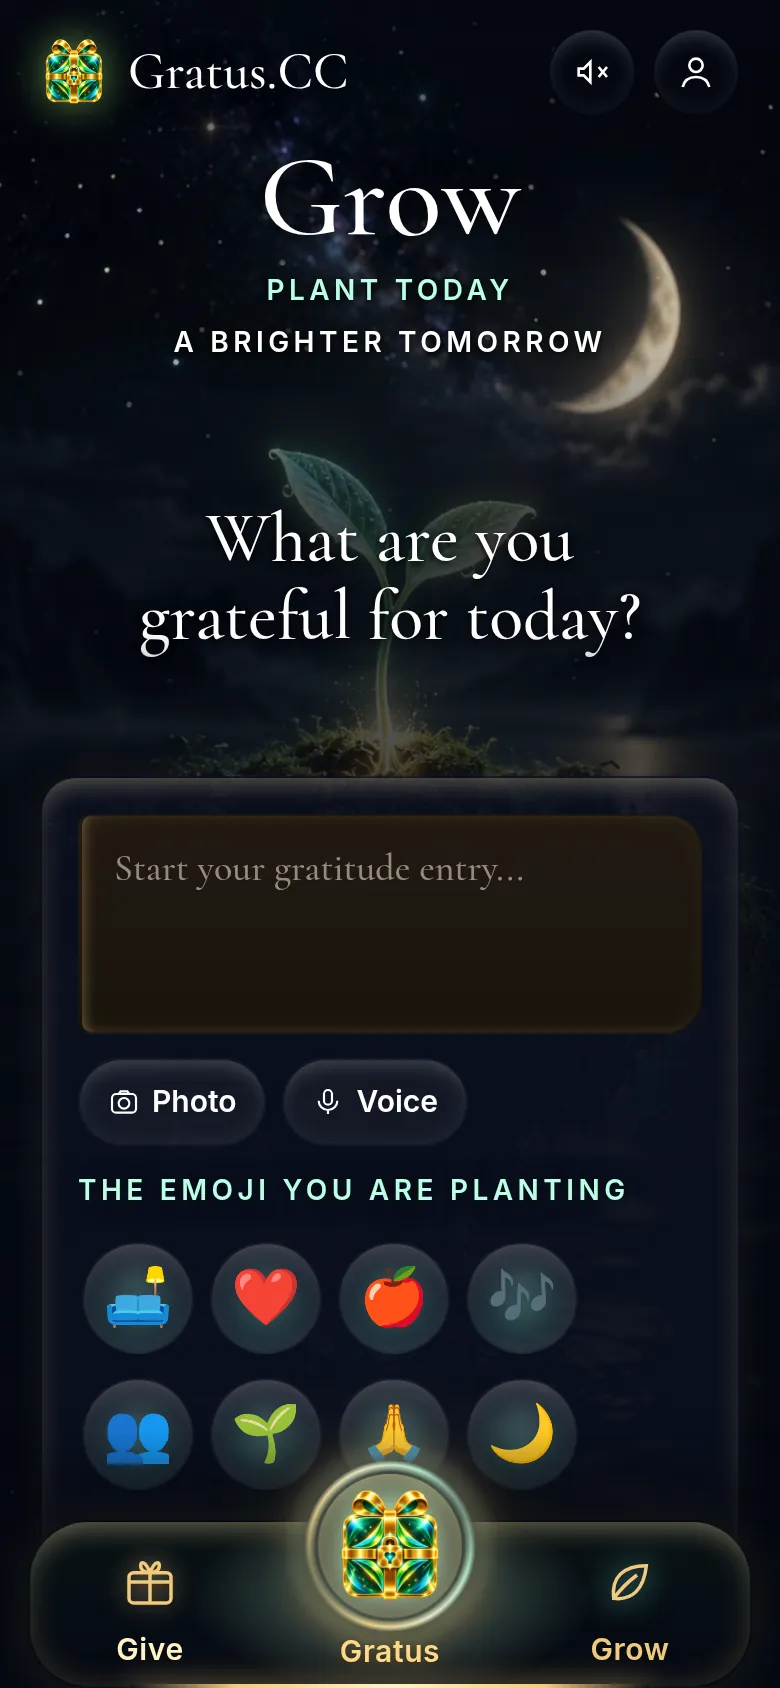 Gratus.CC
Grow
PLANT TODAY
A BRIGHTER TOMORROW
What are you
grateful for today?
Start your gratitude entry...
Photo
Voice
THE EMOJI YOU ARE PLANTING
Give
Gratus
Grow